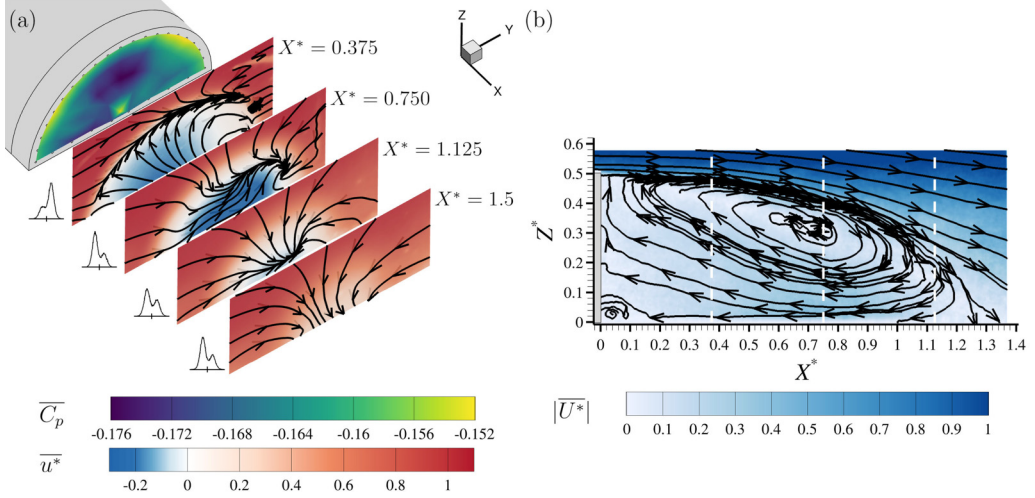 (a)
X* = 0.375
X* = 0.750
X* = 1.125
X* = 1.5
Z
Y
X
$\overline{C_p}$
-0.176 -0.172 -0.168 -0.164 -0.16 -0.156 -0.152
$\overline{u^*}$
-0.2 0 0.2 0.4 0.6 0.8 1
(b)
Z*
0.6
0.5
0.4
0.3
0.2
0.1
0
0 0.1 0.2 0.3 0.4 0.5 0.6 0.7 0.8 0.9 1 1.1 1.2 1.3 1.4
X*
$|\overline{U^*}|$
0 0.1 0.2 0.3 0.4 0.5 0.6 0.7 0.8 0.9 1